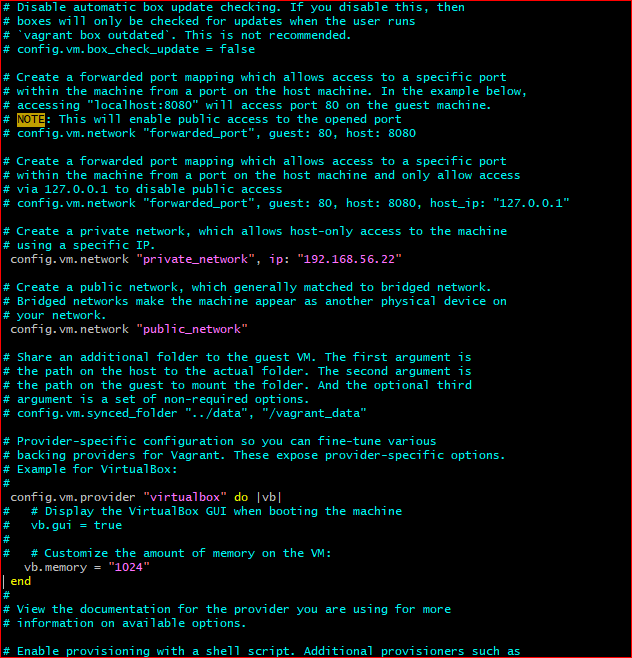 # Disable automatic box update checking. If you disable this, then
# boxes will only be checked for updates when the user runs
# `vagrant box outdated`. This is not recommended.
# config.vm.box_check_update = false

# Create a forwarded port mapping which allows access to a specific port
# within the machine from a port on the host machine. In the example below,
# accessing "localhost:8080" will access port 80 on the guest machine.
# NOTE: This will enable public access to the opened port
# config.vm.network "forwarded_port", guest: 80, host: 8080

# Create a forwarded port mapping which allows access to a specific port
# within the machine from a port on the host machine and only allow access
# via 127.0.0.1 to disable public access
# config.vm.network "forwarded_port", guest: 80, host: 8080, host_ip: "127.0.0.1"

# Create a private network, which allows host-only access to the machine
# using a specific IP.
 config.vm.network "private_network", ip: "192.168.56.22"

# Create a public network, which generally matched to bridged network.
# Bridged networks make the machine appear as another physical device on
# your network.
 config.vm.network "public_network"

# Share an additional folder to the guest VM. The first argument is
# the path on the host to the actual folder. The second argument is
# the path on the guest to mount the folder. And the optional third
# argument is a set of non-required options.
# config.vm.synced_folder "../data", "/vagrant_data"

# Provider-specific configuration so you can fine-tune various
# backing providers for Vagrant. These expose provider-specific options.
# Example for VirtualBox:
#
 config.vm.provider "virtualbox" do |vb|
#   # Display the VirtualBox GUI when booting the machine
#   vb.gui = true
#
#   # Customize the amount of memory on the VM:
   vb.memory = "1024"
 end
#
# View the documentation for the provider you are using for more
# information on available options.

# Enable provisioning with a shell script. Additional provisioners such as